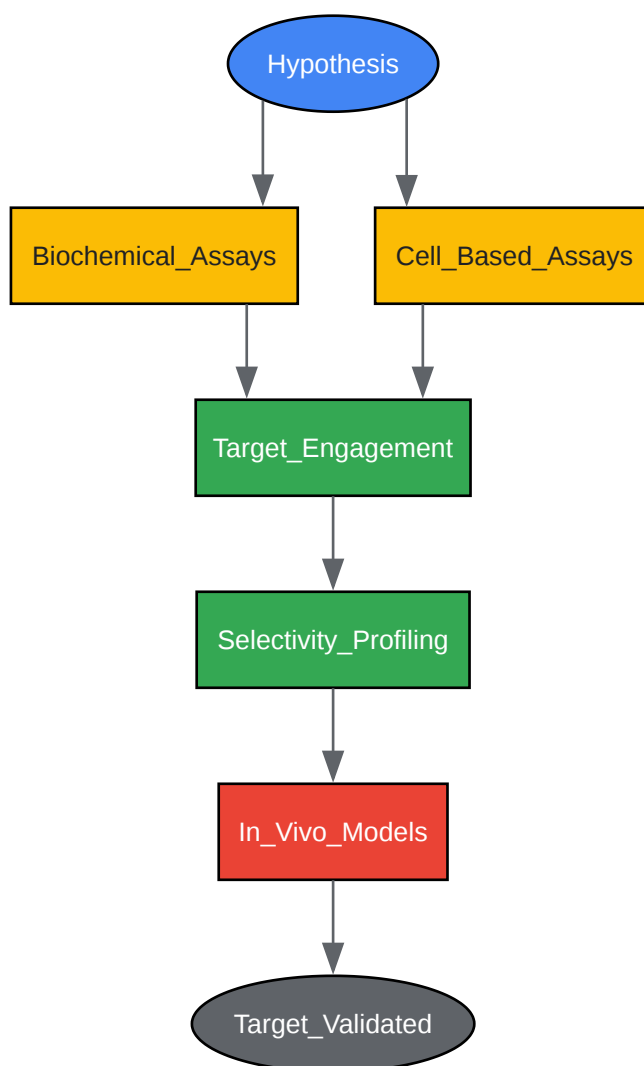 Hypothesis
Biochemical_Assays
Cell_Based_Assays
Target_Engagement
Selectivity_Profiling
In_Vivo_Models
Target_Validated